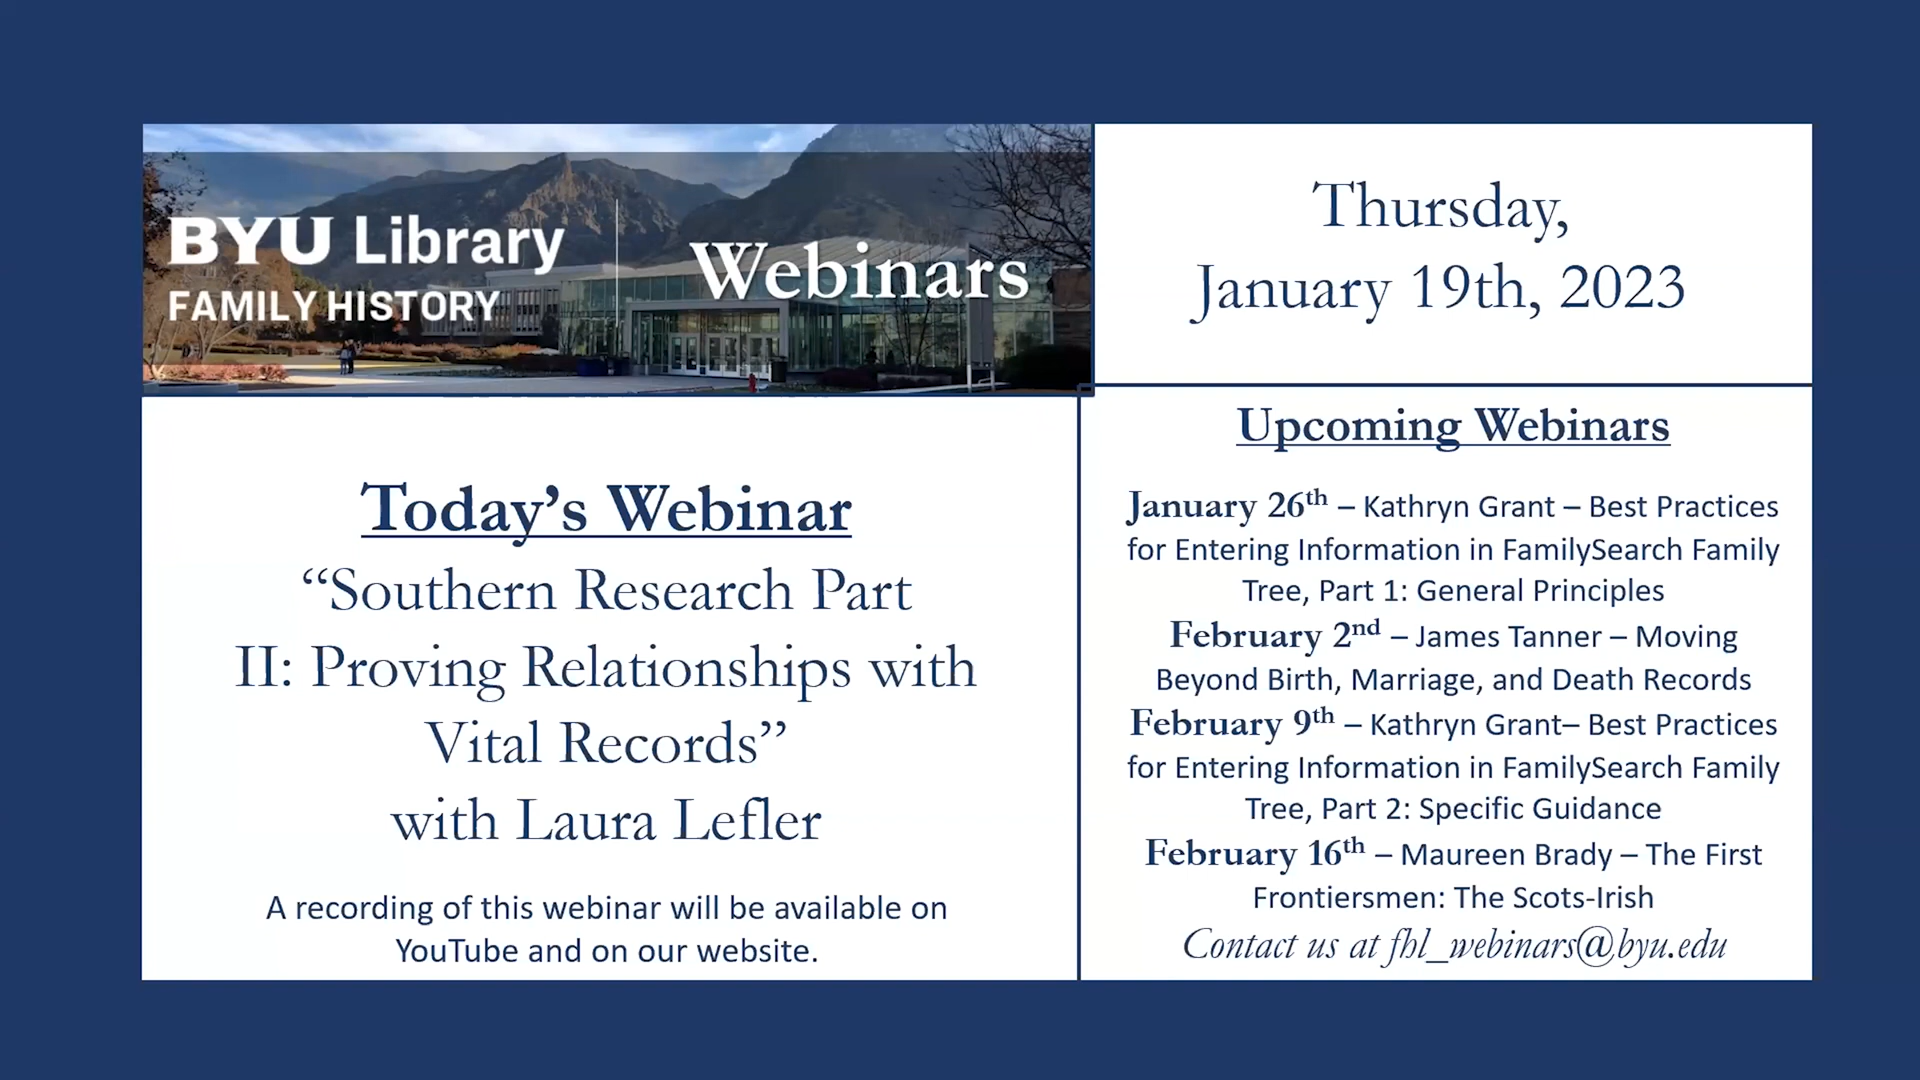 BYU Library
FAMILY HISTORY
Webinars
Thursday,
January 19th, 2023
Today's Webinar
“Southern Research Part
II: Proving Relationships with
Vital Records”
with Laura Lefler
A recording of this webinar will be available on
YouTube and on our website.
Upcoming Webinars
January 26th – Kathryn Grant – Best Practices
for Entering Information in FamilySearch Family
Tree, Part 1: General Principles
February 2nd – James Tanner – Moving
Beyond Birth, Marriage, and Death Records
February 9th – Kathryn Grant– Best Practices
for Entering Information in FamilySearch Family
Tree, Part 2: Specific Guidance
February 16th – Maureen Brady – The First
Frontiersmen: The Scots-Irish
Contact us at fhl_webinars@byu.edu